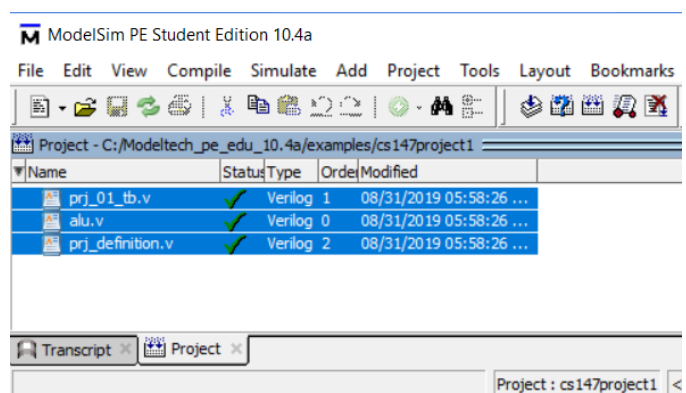 ModelSim PE Student Edition 10.4a
File Edit View Compile Simulate Add Project Tools Layout Bookmarks
Project - C:/Modeltech_pe_edu_10.4a/examples/cs147project1
Name Status Type Order Modified
prj_01_tb.v Verilog 1 08/31/2019 05:58:26 ...
alu.v Verilog 0 08/31/2019 05:58:26 ...
prj_definition.v Verilog 2 08/31/2019 05:58:26 ...
Transcript Project
Project : cs147project1 <